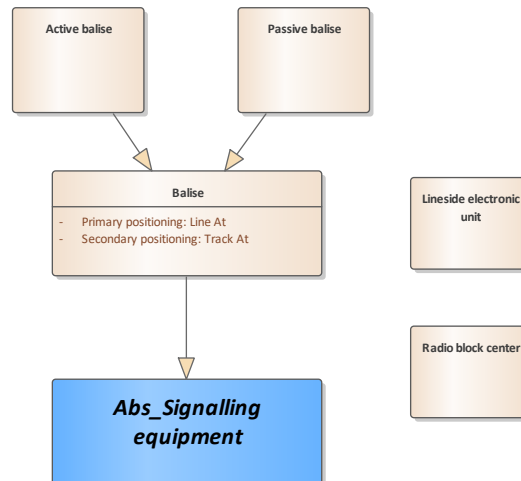 Active balise
Passive balise
Balise
- Primary positioning: Line At
- Secondary positioning: Track At
Lineside electronic
unit
Radio block center
Abs_Signalling
equipment